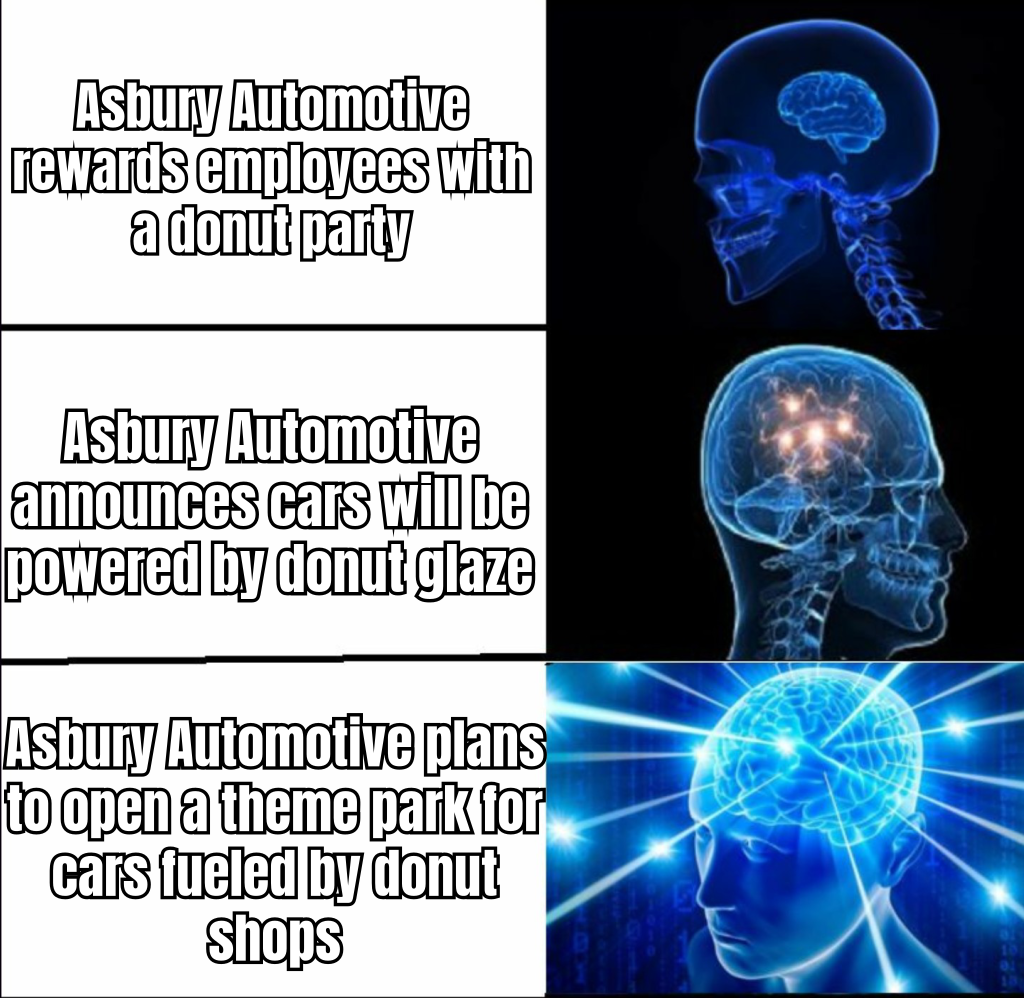 Asbury Automotive
rewards employees with
a donut party
Asbury Automotive
announces cars will be
powered by donut glaze
Asbury Automotive plans
to open a theme park for
cars fueled by donut
shops